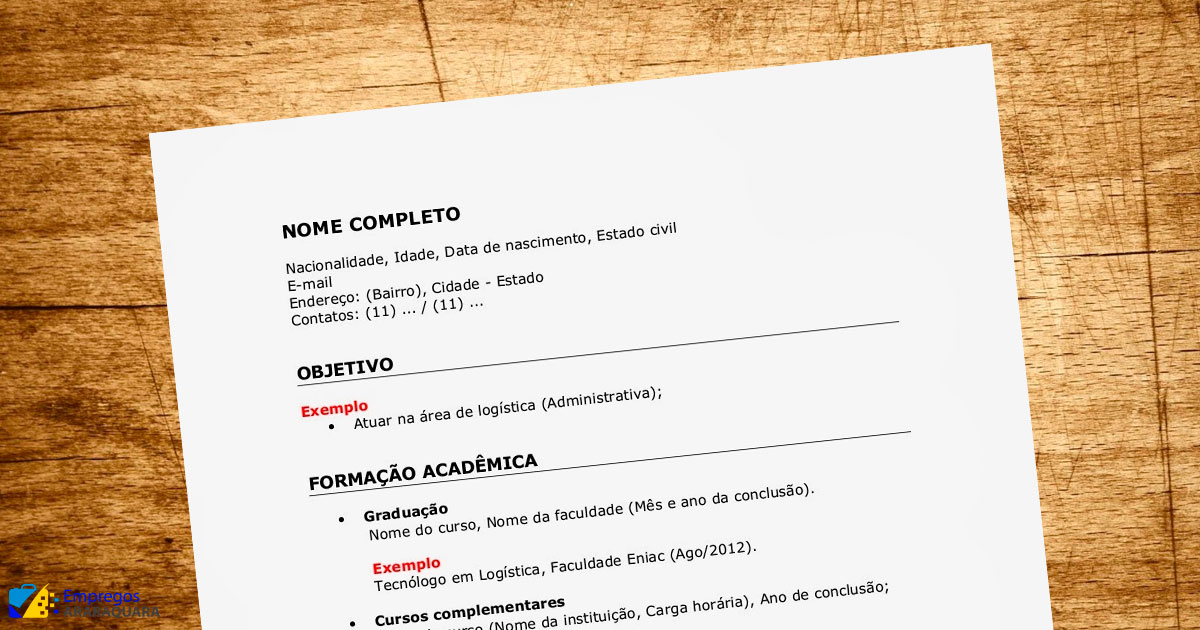 NOME COMPLETO
Nacionalidade, Idade, Data de nascimento, Estado civil
E-mail
Endereço: (Bairro), Cidade - Estado
Contatos: (11) ... / (11) ...
OBJETIVO
Exemplo
• Atuar na área de logística (Administrativa);
FORMAÇÃO ACADÊMICA
• Graduação
Nome do curso, Nome da faculdade (Mês e ano da conclusão).
Exemplo
Tecnólogo em Logística, Faculdade Eniac (Ago/2012).
• Cursos complementares
curso (Nome da instituição, Carga horária), Ano de conclusão;
Empregos
ARARAQUARA